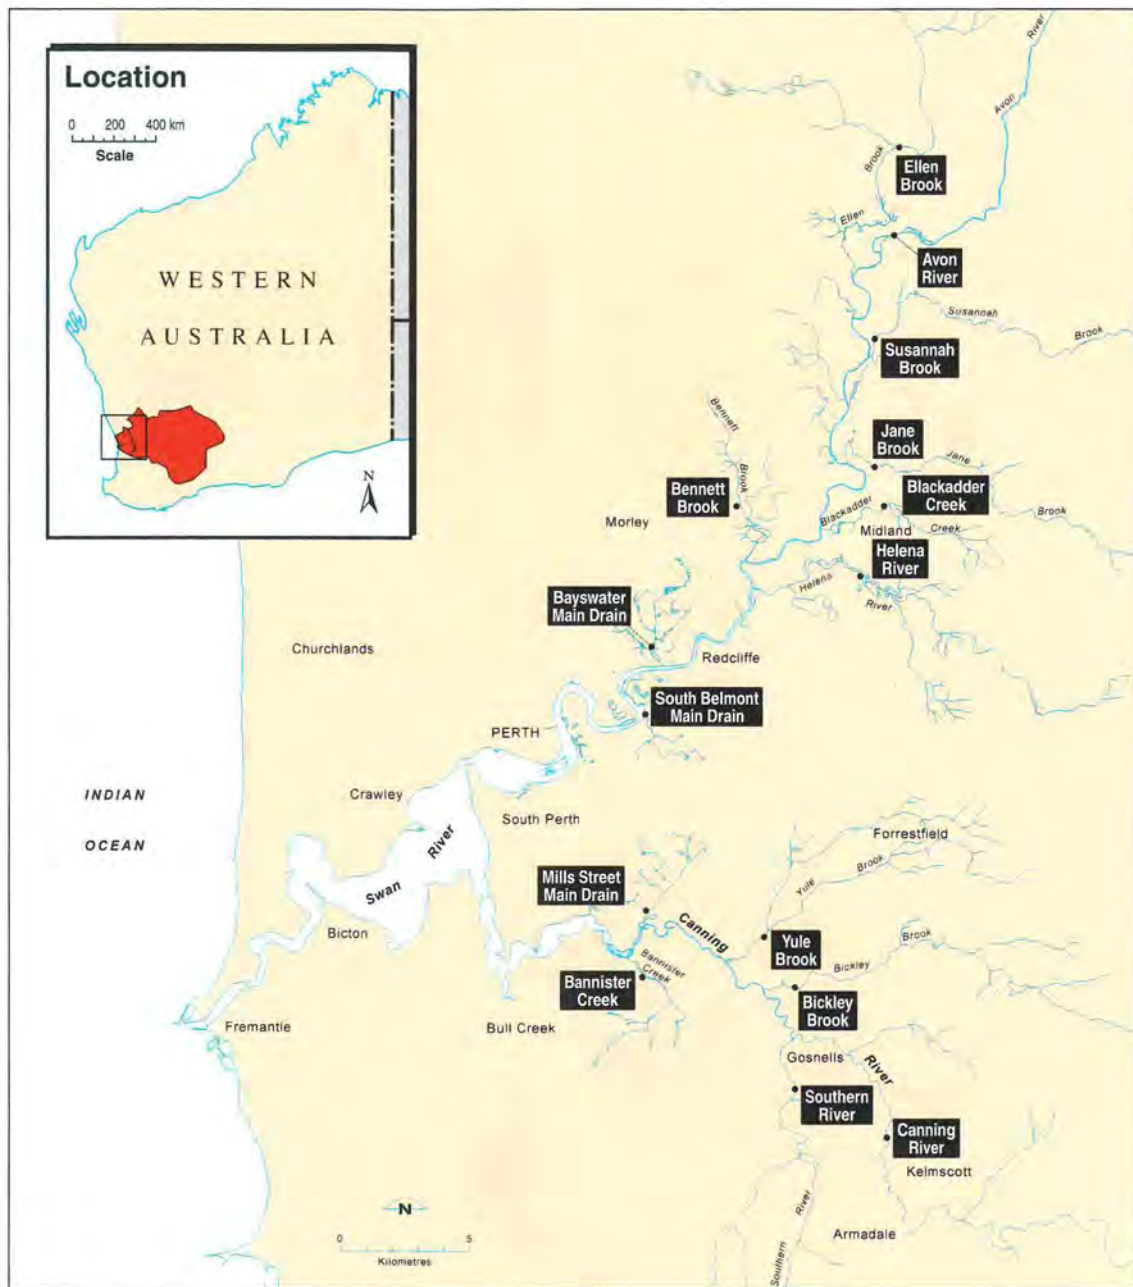 Location
0 200 400 km
Scale
WESTERN
AUSTRALIA
N
River
Avon
Brook
Ellen
Brook
Ellen
Avon
River
Susannah
Brook
Susannah
Brook
Bennett
Brook
Jane
Brook
Jane
Brook
Bennett
Brook
Blackadder
Creek
Blackadder
Creek
Morley
Midland
Helena
River
Helena
River
Bayswater
Main Drain
Churchlands
Redcliffe
South Belmont
Main Drain
PERTH
INDIAN
OCEAN
Crawley
South Perth
Swan
River
Forrestfield
Yule
Brook
Mills Street
Main Drain
Canning
Bicton
Yule
Brook
Bickley
Brook
Bannister
Creek
Bannister
Creek
Bickley
Brook
Fremantle
Bull Creek
Gosnells
River
Southern
River
Canning
River
Kelmscott
Southern
River
Armadale
N
0 5
Kilometres